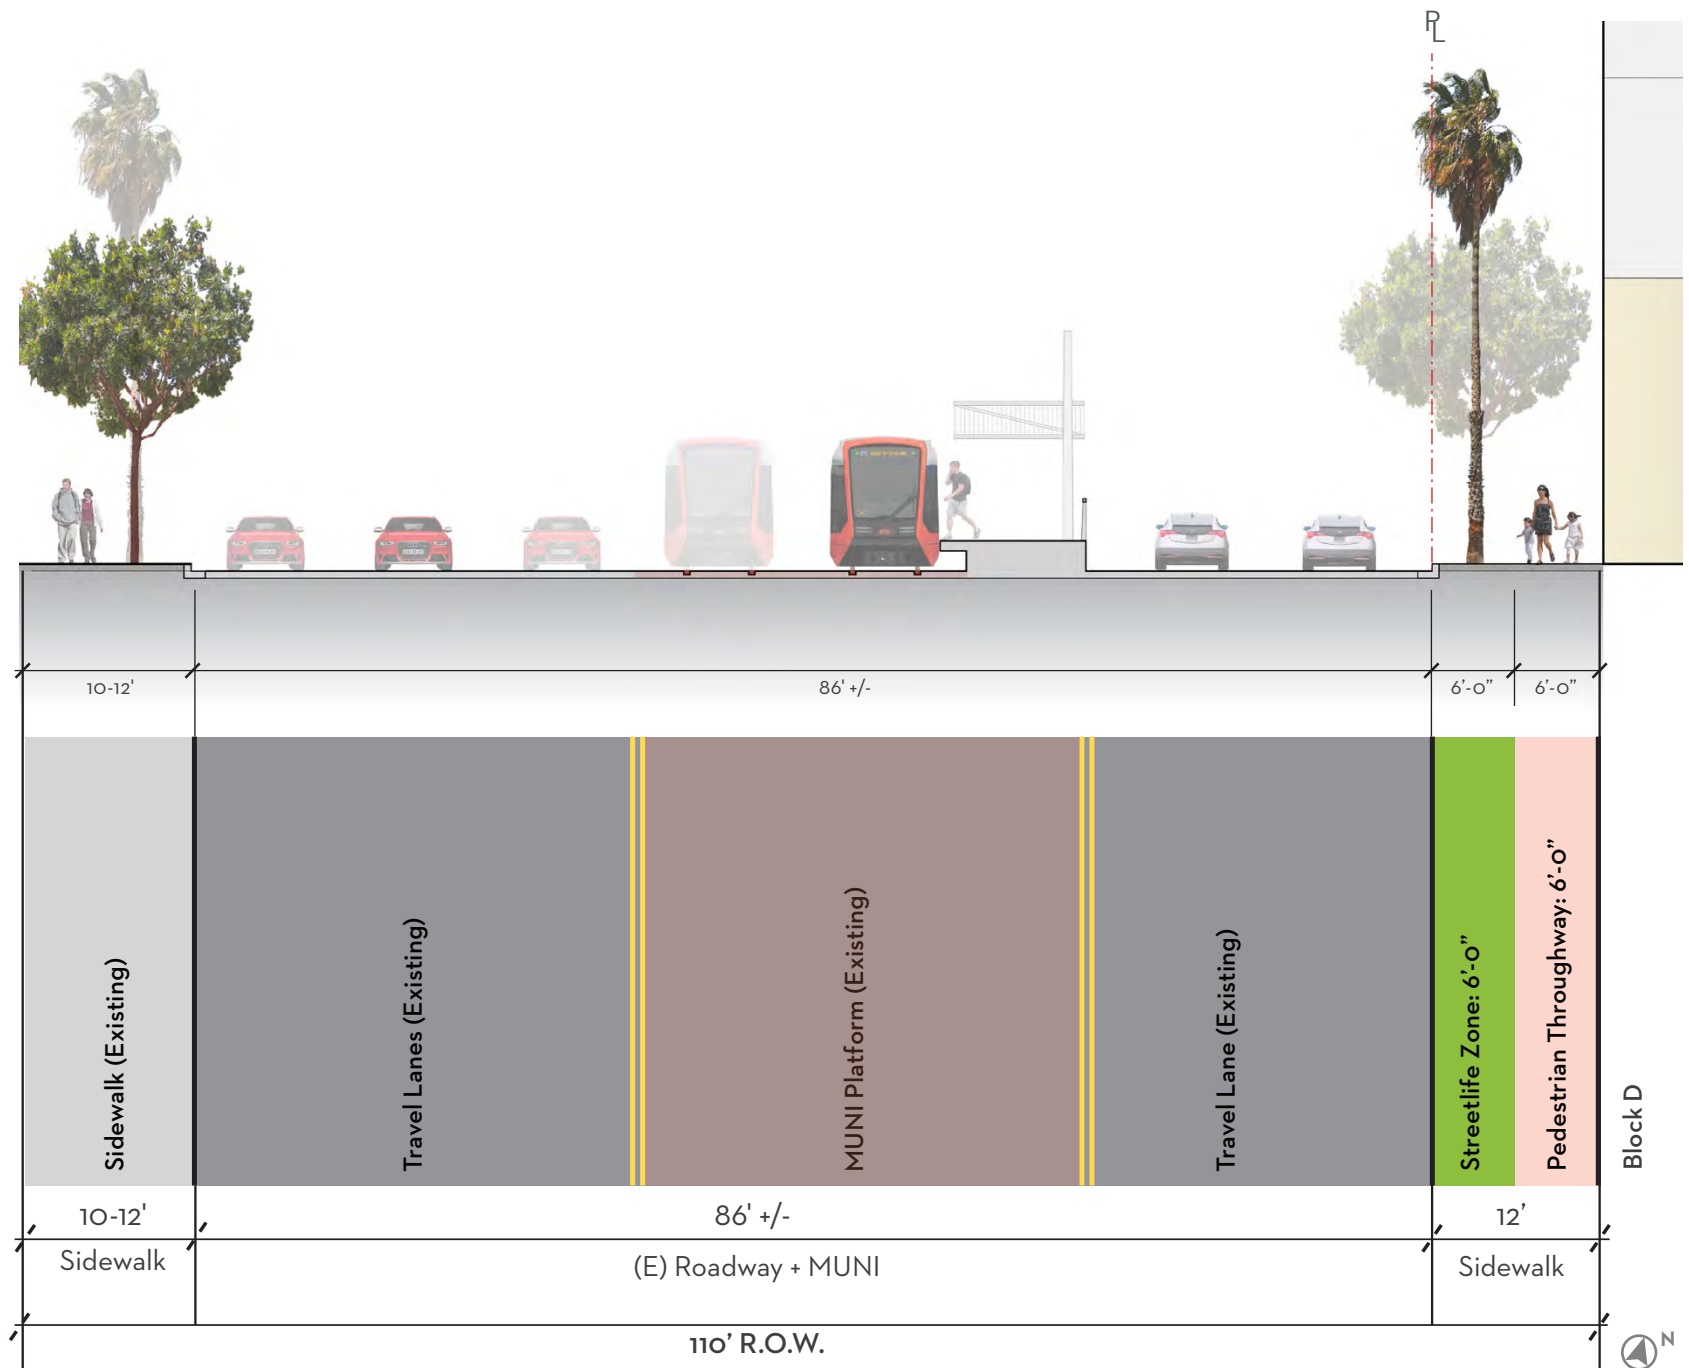 PL
10-12'
86' +/-
6'-0"
6'-0"
Sidewalk (Existing)
Travel Lanes (Existing)
MUNI Platform (Existing)
Travel Lane (Existing)
Streetlife Zone: 6'-0"
Pedestrian Throughway: 6'-0"
Block D
10-12'
86' +/-
12'
Sidewalk
(E) Roadway + MUNI
Sidewalk
110' R.O.W.
N